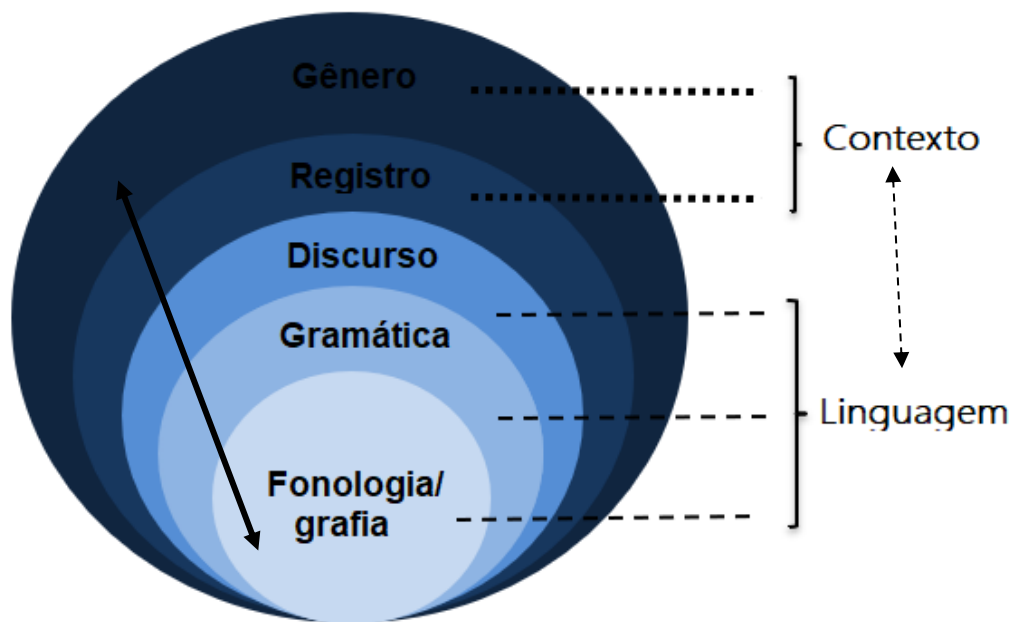 Gênero
Registro
Discurso
Gramática
Fonologia/
grafia
Contexto
Linguagem